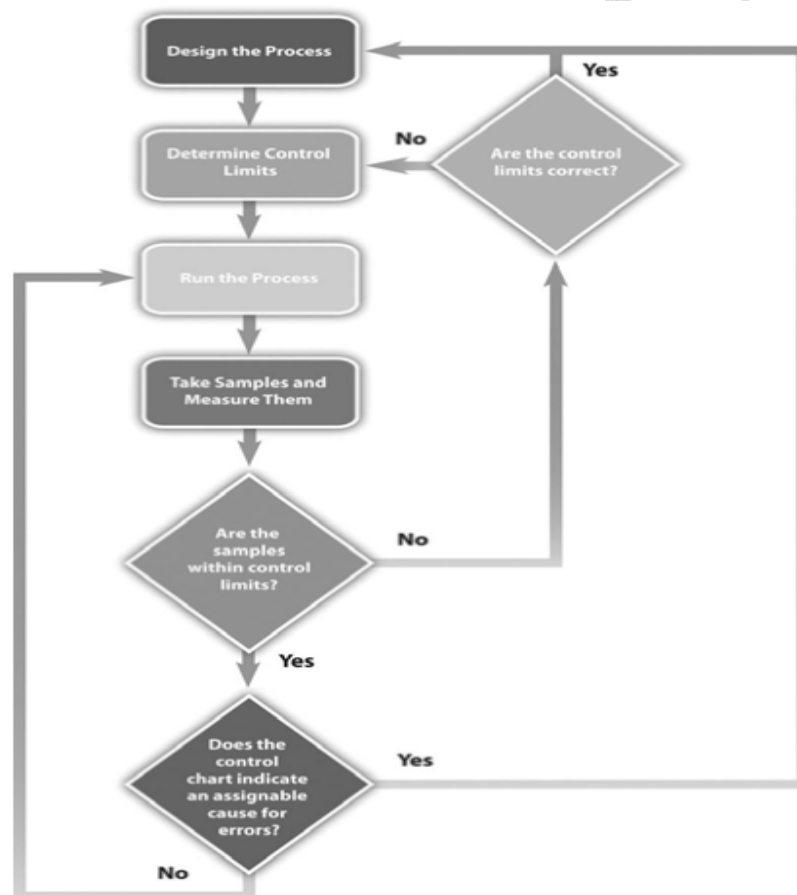 Design the Process
Yes
No
Determine Control
Limits
Are the control
limits correct?
Run the Process
Take Samples and
Measure Them
Are the
samples
within control
limits?
No
Yes
Does the
control
chart indicate
an assignable
cause for
errors?
Yes
No